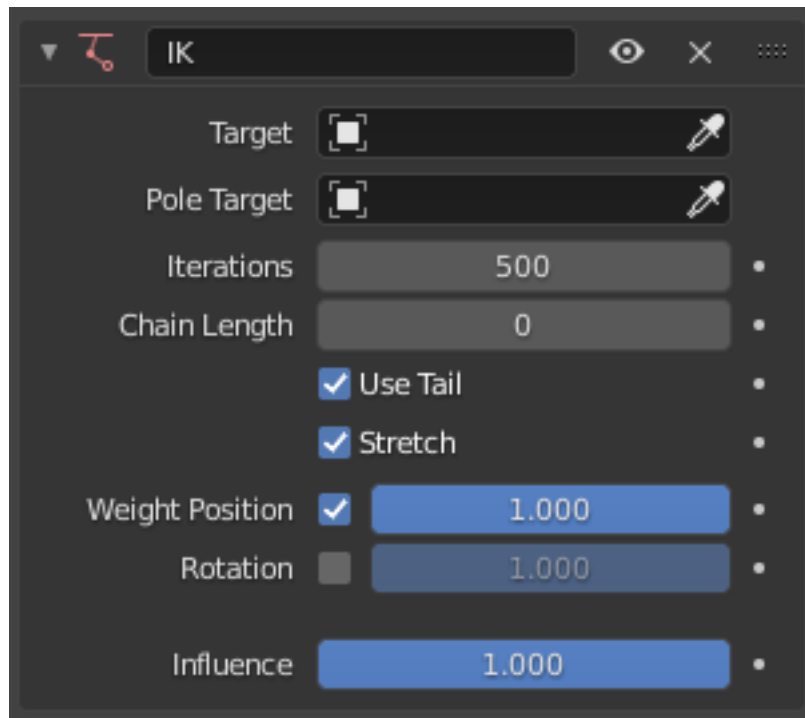 IK
Target
Pole Target
Iterations 500
Chain Length 0
Use Tail
Stretch
Weight Position 1.000
Rotation 1.000
Influence 1.000